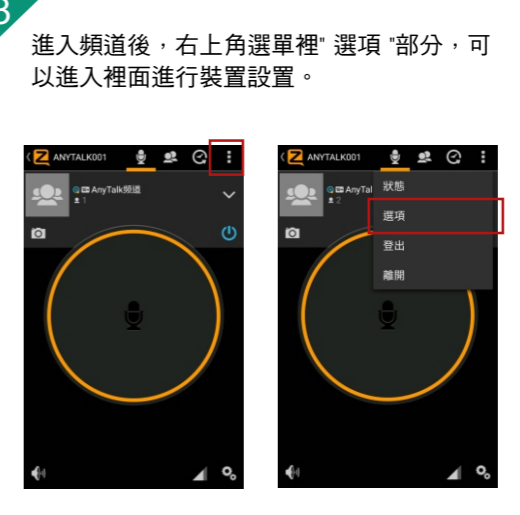 3
進入頻道後，右上角選單裡" 選項 "部分，可
以進入裡面進行裝置設置。
ANYTALK001
AnyTalk频道
1
ANYTALK001
AnyTal
2
狀態
選項
登出
離開